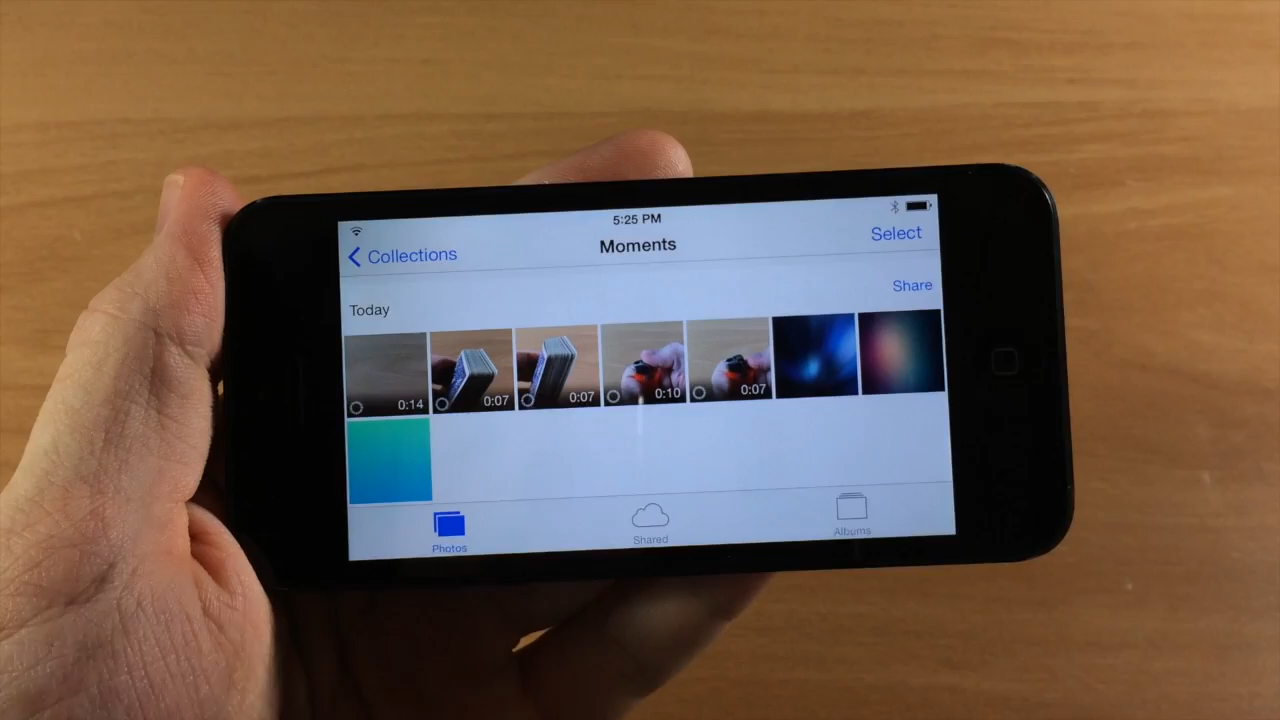 5:25 PM
Collections
Moments
Select
Today
Share
0:14
0:07
0:07
0:10
0:07
Photos
Shared
Albums